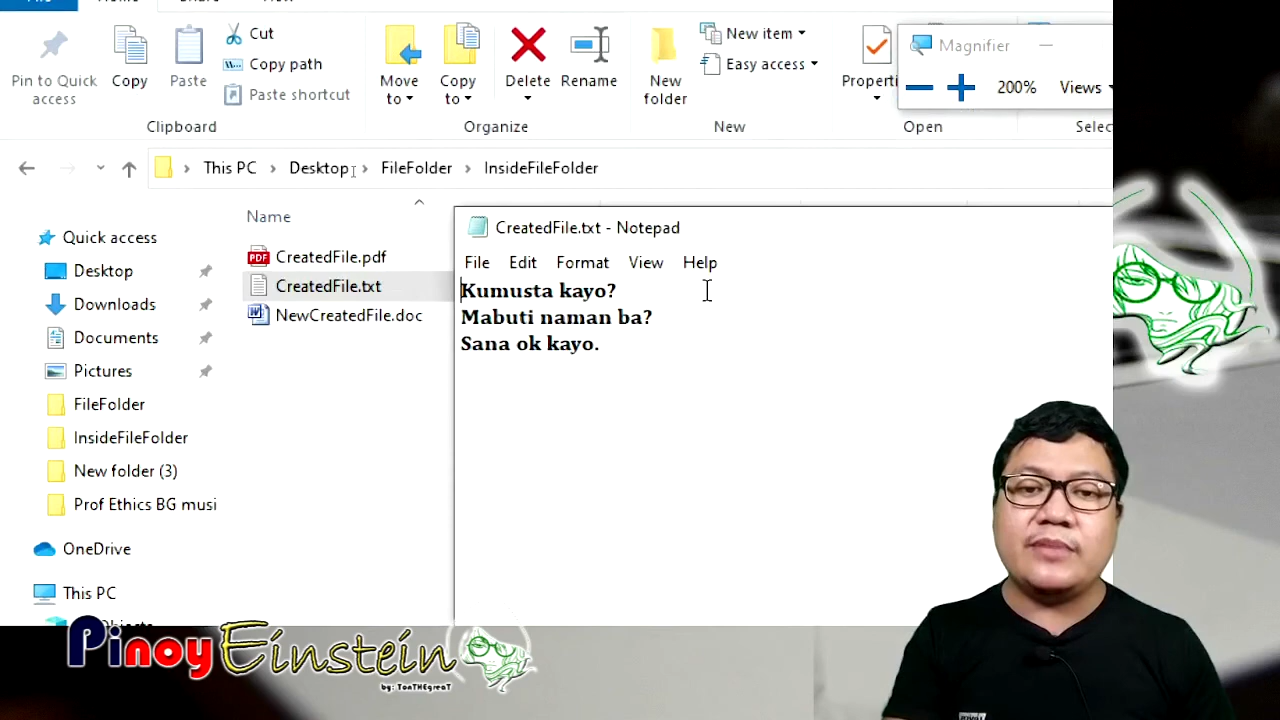 Pin to Quick access
Copy
Paste
Cut
Copy path
Paste shortcut
Clipboard
Move to
Copy to
Delete
Rename
Organize
New folder
New item
Easy access
New
Open
Magnifier
200%
Views
This PC
Desktop
FileFolder
InsideFileFolder
Quick access
Desktop
Downloads
Documents
Pictures
FileFolder
InsideFileFolder
New folder (3)
Prof Ethics BG musi
OneDrive
This PC
Name
CreatedFile.pdf
CreatedFile.txt
NewCreatedFile.doc
CreatedFile.txt - Notepad
File Edit Format View Help
Kumusta kayo?
Mabuti naman ba?
Sana ok kayo.
Pinoy Einstein
by: TonTHEgreaT